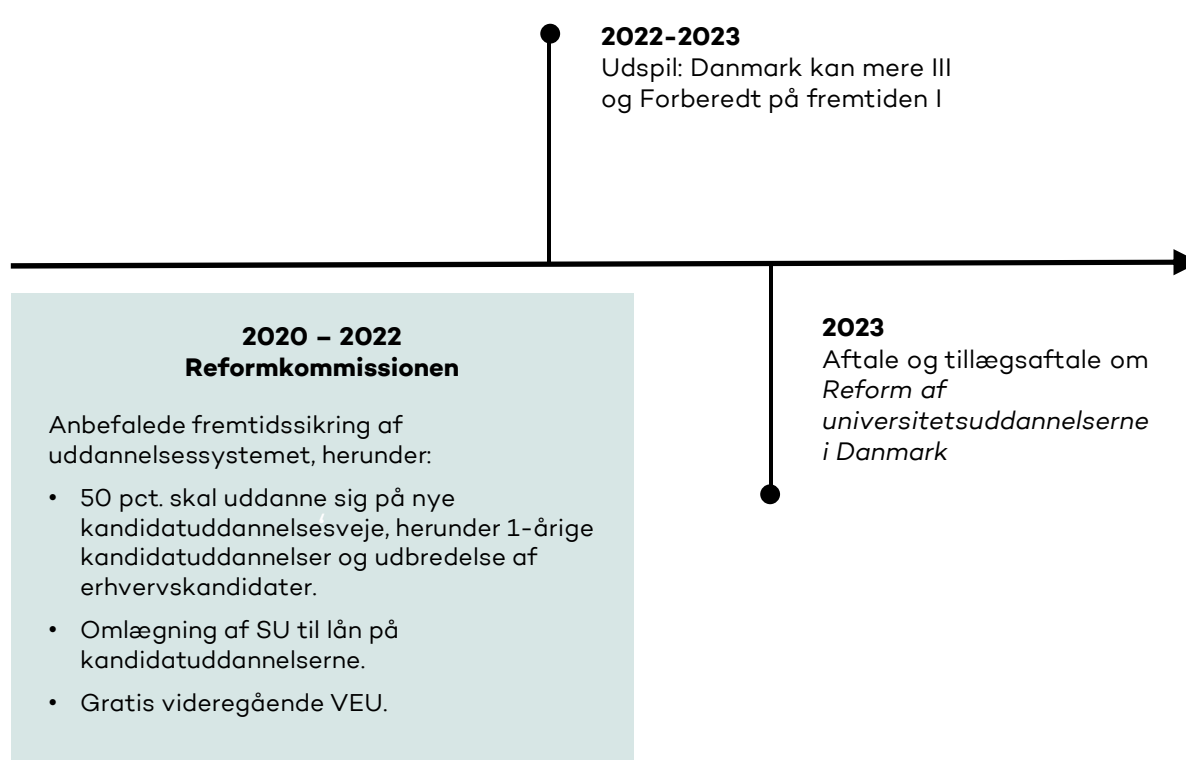 2022-2023
Udspil: Danmark kan mere III
og Forberedt på fremtiden I
2020 – 2022
Reformkommissionen
Anbefalede fremtidssikring af
uddannelsessystemet, herunder:
• 50 pct. skal uddanne sig på nye
kandidatuddannelsesveje, herunder 1-årige
kandidatuddannelser og udbredelse af
erhvervskandidater.
• Omlægning af SU til lån på
kandidatuddannelserne.
• Gratis videregående VEU.
2023
Aftale og tillægsaftale om
Reform af
universitetsuddannelserne
i Danmark